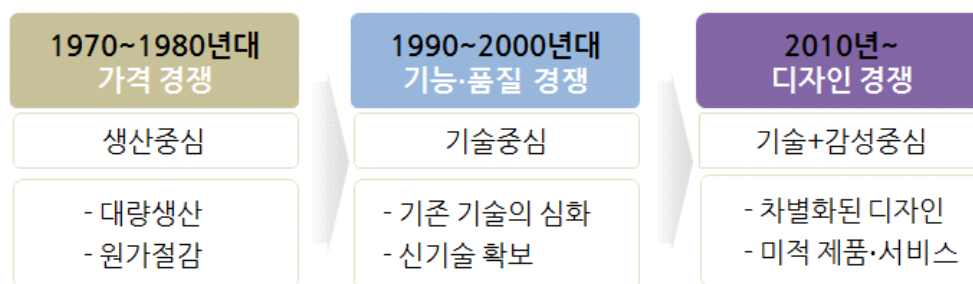 1970~1980년대
가격 경쟁
생산중심
- 대량생산
- 원가절감
1990~2000년대
기능·품질 경쟁
기술중심
- 기존 기술의 심화
- 신기술 확보
2010년~
디자인 경쟁
기술+감성중심
- 차별화된 디자인
- 미적 제품·서비스